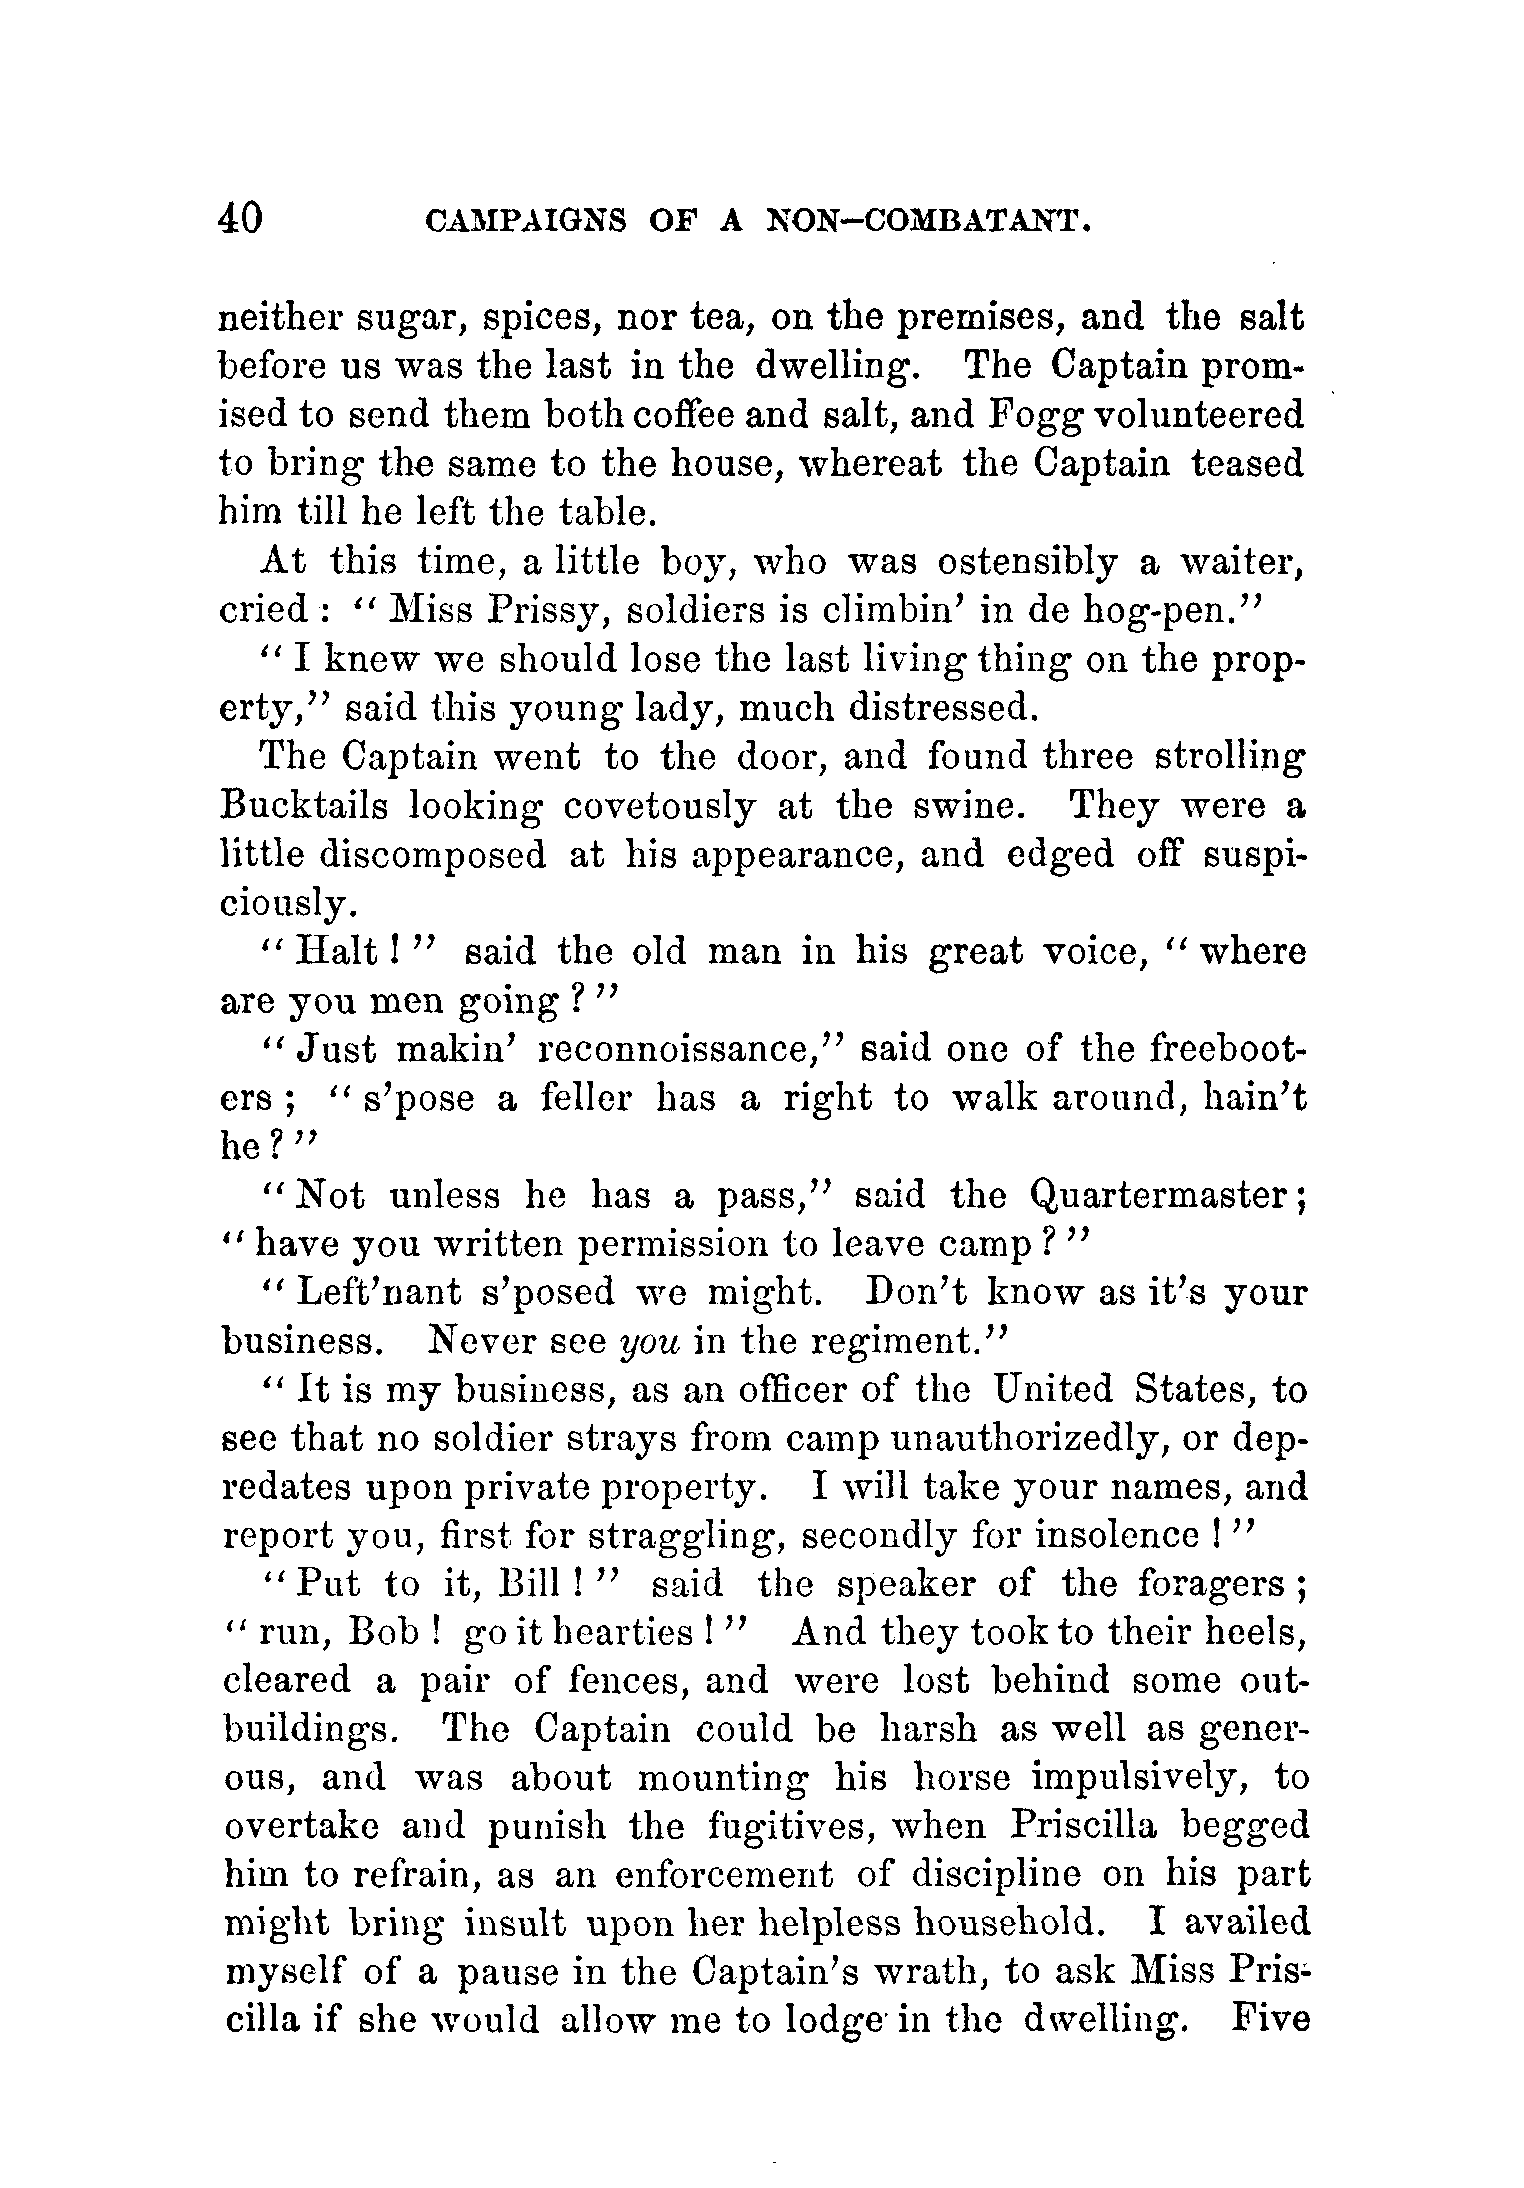 40 CAMPAIGNS OF A NON-COMBATANT.
neither sugar, spices, nor tea, on the premises, and the salt
before us was the last in the dwelling. The Captain prom-
ised to send them both coffee and salt, and Fogg volunteered
to bring the same to the house, whereat the Captain teased
him till he left the table.
At this time, a little boy, who was ostensibly a waiter,
cried : " Miss Prissy, soldiers is climbin' in de hog-pen."
" I knew we should lose the last living thing on the prop-
erty," said this young lady, much distressed.
The Captain went to the door, and found three strolling
Bucktails looking covetously at the swine. They were a
little discomposed at his appearance, and edged off suspi-
ciously.
" Halt ! " said the old man in his great voice, " where
are you men going ? "
" Just makin' reconnoissance," said one of the freeboot-
ers ; " s'pose a feller has a right to walk around, hain't
he ? "
" Not unless he has a pass," said the Quartermaster ;
" have you written permission to leave camp ? "
" Left'nant s'posed we might. Don't know as it's your
business. Never see you in the regiment."
" It is my business, as an officer of the United States, to
see that no soldier strays from camp unauthorizedly, or dep-
redates upon private property. I will take your names, and
report you, first for straggling, secondly for insolence ! "
" Put to it, Bill ! " said the speaker of the foragers ;
" run, Bob ! go it hearties ! " And they took to their heels,
cleared a pair of fences, and were lost behind some out-
buildings. The Captain could be harsh as well as gener-
ous, and was about mounting his horse impulsively, to
overtake and punish the fugitives, when Priscilla begged
him to refrain, as an enforcement of discipline on his part
might bring insult upon her helpless household. I availed
myself of a pause in the Captain's wrath, to ask Miss Pris-
cilla if she would allow me to lodge in the dwelling. Five